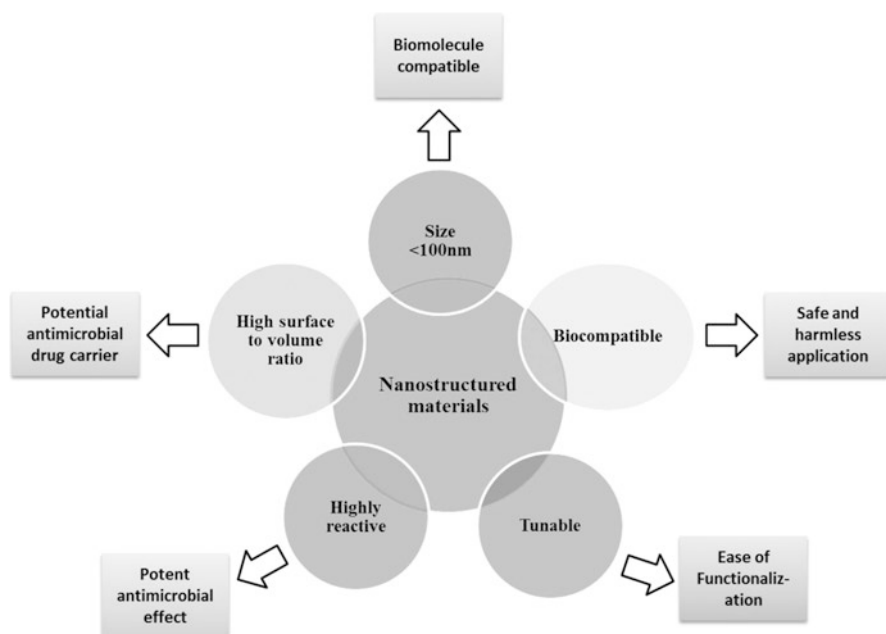 Biomolecule
compatible
Size
<100nm
Potential
antimicrobial
drug carrier
High surface
to volume
ratio
Biocompatible
Safe and
harmless
application
Nanostructured
materials
Highly
reactive
Tunable
Potent
antimicrobial
effect
Ease of
Functionaliz-
ation